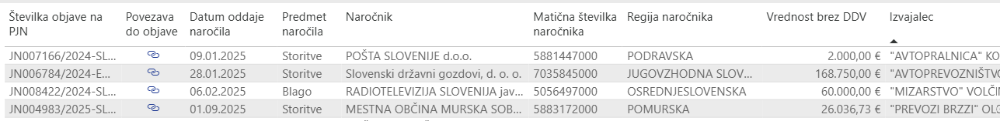 Številka objave na PJN Povezava do objave Datum oddaje naročila Predmet naročila Naročnik Matična številka naročnika Regija naročnika Vrednost brez DDV Izvajalec
JN007166/2024-SL... 09.01.2025 Storitve POŠTA SLOVENIJE d.o.o. 5881447000 PODRAVSKA 2.000,00 € "AVTOPRALNICA" KO
JN006784/2024-E... 28.01.2025 Storitve Slovenski državni gozdovi, d. o. o. 7035845000 JUGOVZHODNA SLOV... 168.750,00 € "AVTOPREVOZNIŠTVO
JN008422/2024-SL... 06.02.2025 Blago RADIOTELEVIZIJA SLOVENIJA jav... 5056497000 OSREDNJESLOVENSKA 60.000,00 € "MIZARSTVO" VOLČI
JN004983/2025-SL... 01.09.2025 Storitve MESTNA OBČINA MURSKA SOB... 5883172000 POMURSKA 26.036,73 € "PREVOZI BRZZI"